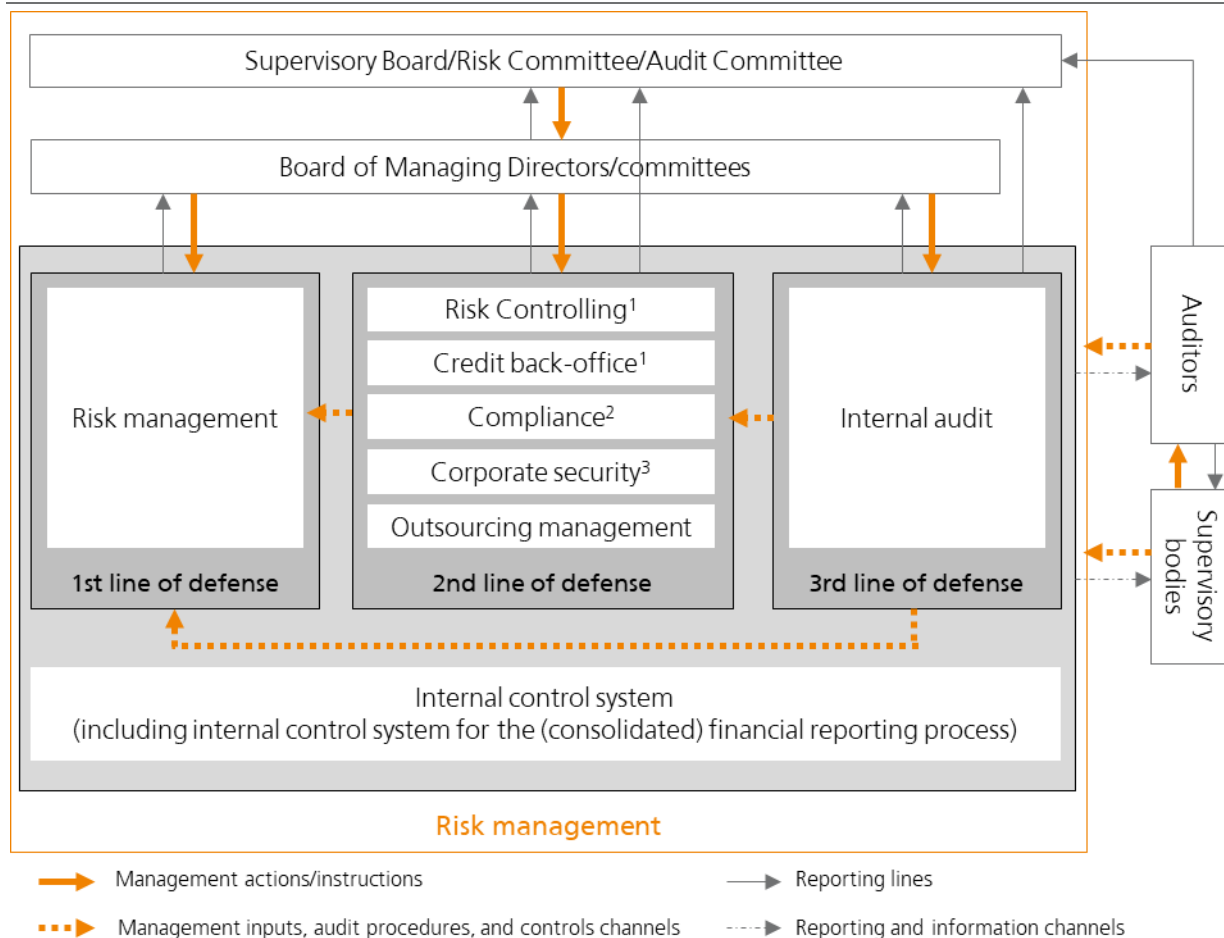 Supervisory Board/Risk Committee/Audit Committee
Board of Managing Directors/committees
Risk management
1st line of defense
Risk Controlling¹
Credit back-office¹
Compliance²
Corporate security³
Outsourcing management
2nd line of defense
Internal audit
3rd line of defense
Auditors
Supervisory
bodies
Internal control system
(including internal control system for the (consolidated) financial reporting process)
Risk management
Management actions/instructions
Reporting lines
Management inputs, audit procedures, and controls channels
Reporting and information channels